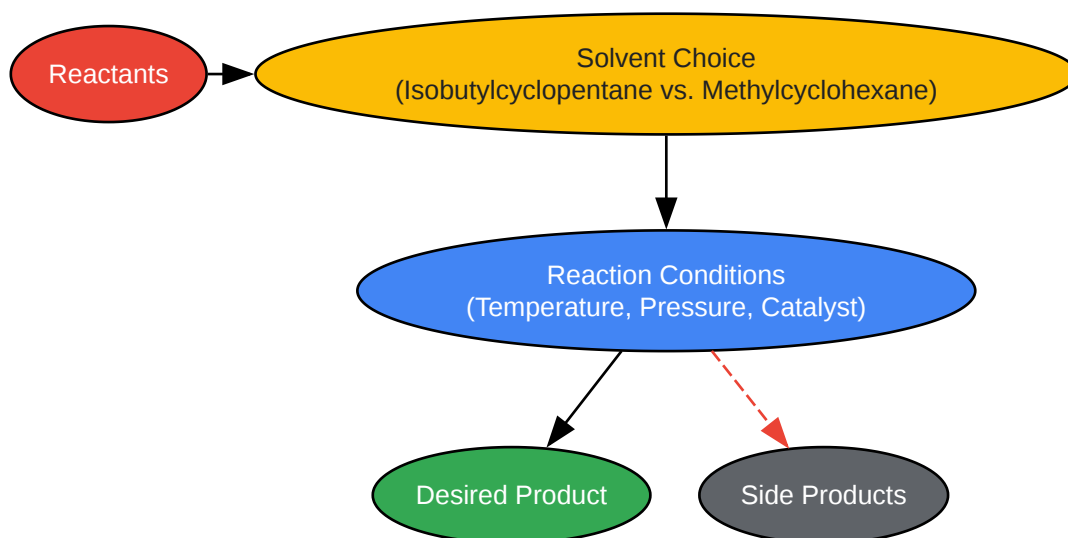 Reactants
Solvent Choice
(Isobutylcyclopentane vs. Methylcyclohexane)
Reaction Conditions
(Temperature, Pressure, Catalyst)
Desired Product
Side Products